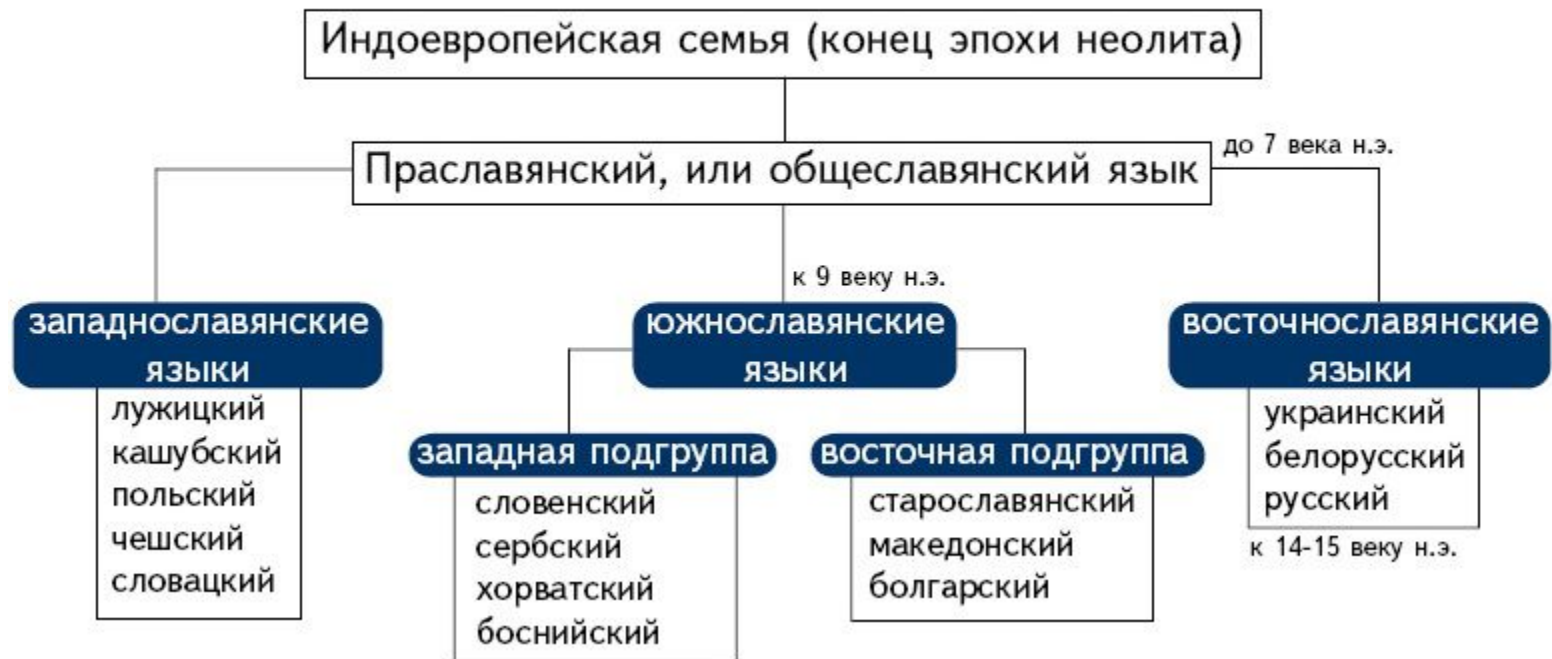 Индоевропейская семья (конец эпохи неолита)
Праславянский, или общеславянский язык
до 7 века н.э.
к 9 веку н.э.
западнославянские
языки
лужицкий
кашубский
польский
чешский
словацкий
южнославянские
языки
западная подгруппа
словенский
сербский
хорватский
боснийский
восточная подгруппа
старославянский
македонский
болгарский
восточнославянские
языки
украинский
белорусский
русский
к 14-15 веку н.э.